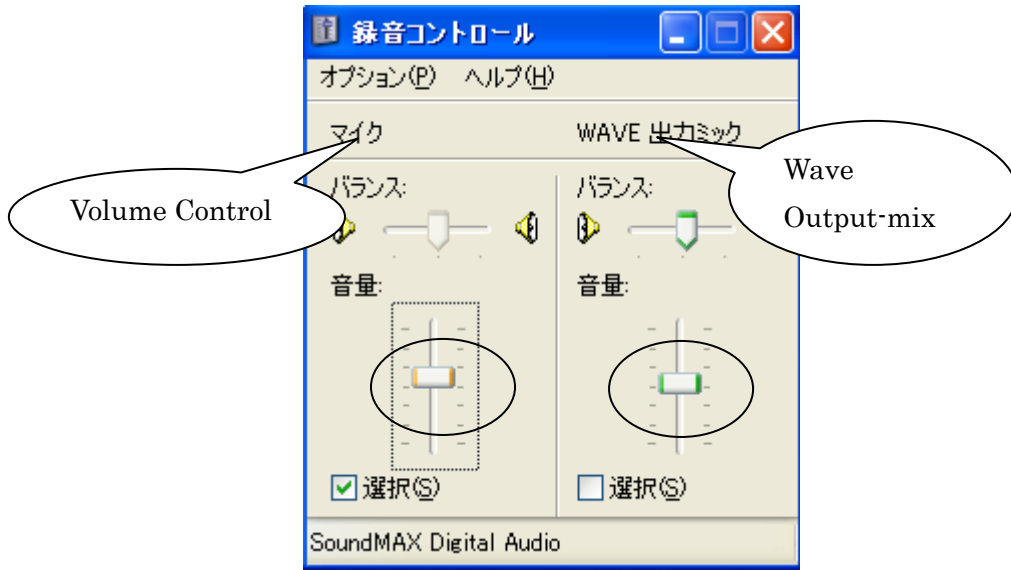 録音コントロール
オプション(P) ヘルプ(H)
マイク
WAVE 出力ミック
Volume Control
Wave
Output-mix
バランス:
バランス:
音量:
音量:
選択(S)
選択(S)
SoundMAX Digital Audio